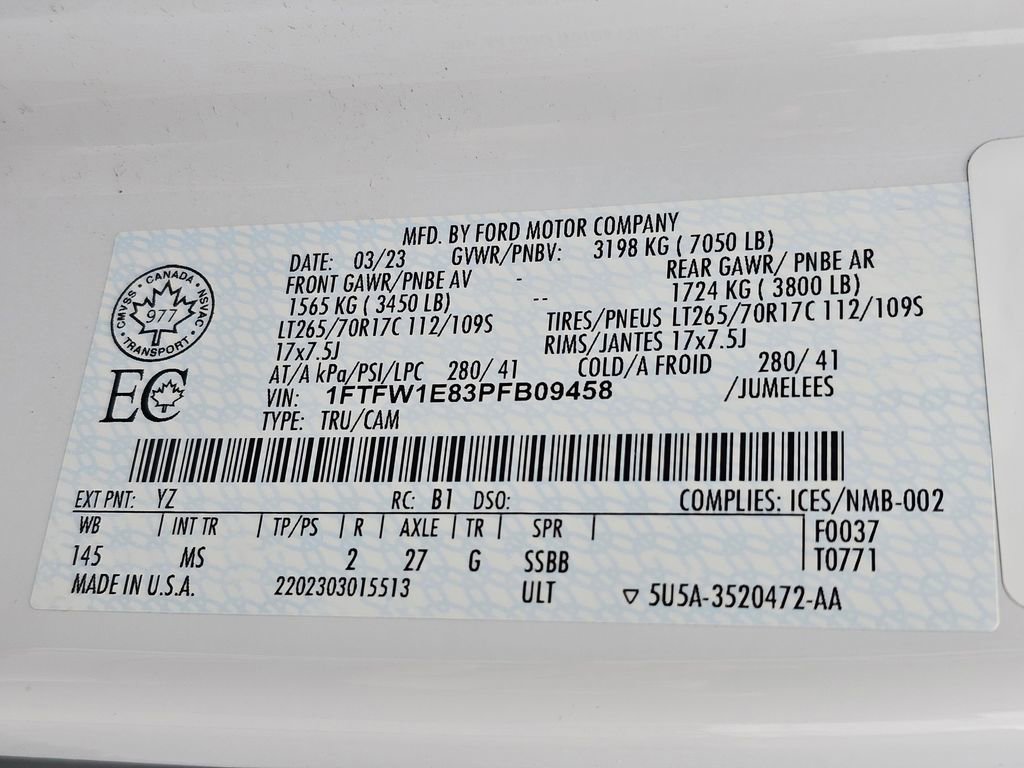 MFD. BY FORD MOTOR COMPANY
DATE: 03/23 GVWR/PNBV: 3198 KG ( 7050 LB)
FRONT GAWR/PNBE AV - REAR GAWR/ PNBE AR
1565 KG ( 3450 LB) -- 1724 KG ( 3800 LB)
LT265/70R17C 112/109S TIRES/PNEUS LT265/70R17C 112/109S
17x7.5J RIMS/JANTES 17x7.5J
AT/A kPa/PSI/LPC 280/ 41 COLD/A FROID 280/ 41
VIN: 1FTFW1E83PFB09458 /JUMELEES
TYPE: TRU/CAM
CMVSS • CANADA • NSVAC • TRANSPORT •
977
EC
EXT PNT: YZ RC: B1 DSO: COMPLIES: ICES/NMB-002
WB | INT TR | TP/PS | R | AXLE | TR | SPR | F0037
145 MS 2 27 G SSBB T0771
MADE IN U.S.A. 2202303015513 ULT ▽ 5U5A-3520472-AA